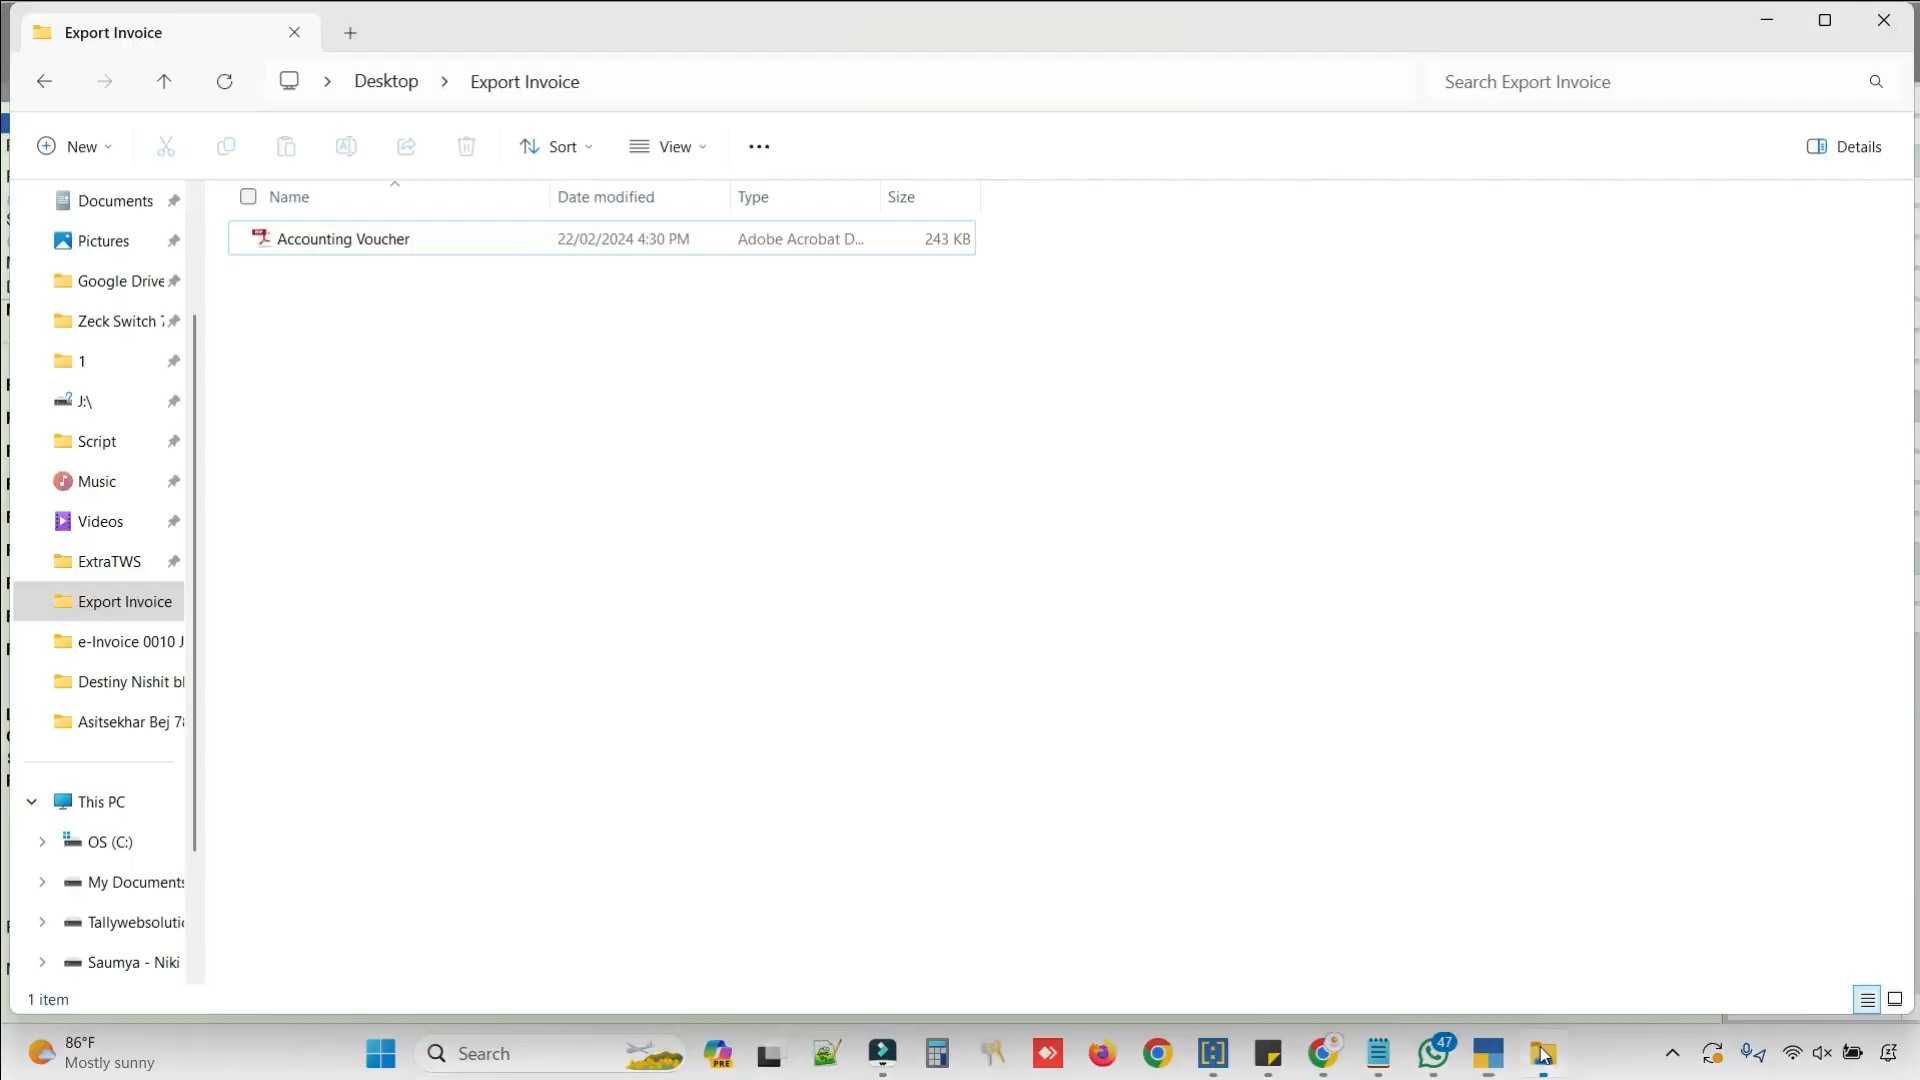 Export Invoice
Desktop
Export Invoice
Search Export Invoice
New
Sort
View
Details
Name
Date modified
Type
Size
Accounting Voucher
22/02/2024 4:30 PM
Adobe Acrobat D...
243 KB
Documents
Pictures
Google Drive
Zeck Switch 7
1
J:\
Script
Music
Videos
ExtraTWS
Export Invoice
e-Invoice 0010 J
Destiny Nishit bl
Asitsekhar Bej 78
This PC
OS (C:)
My Documents
Tallywebsolutio
Saumya - Niki
1 item
86°F
Mostly sunny
Search
PRE
47